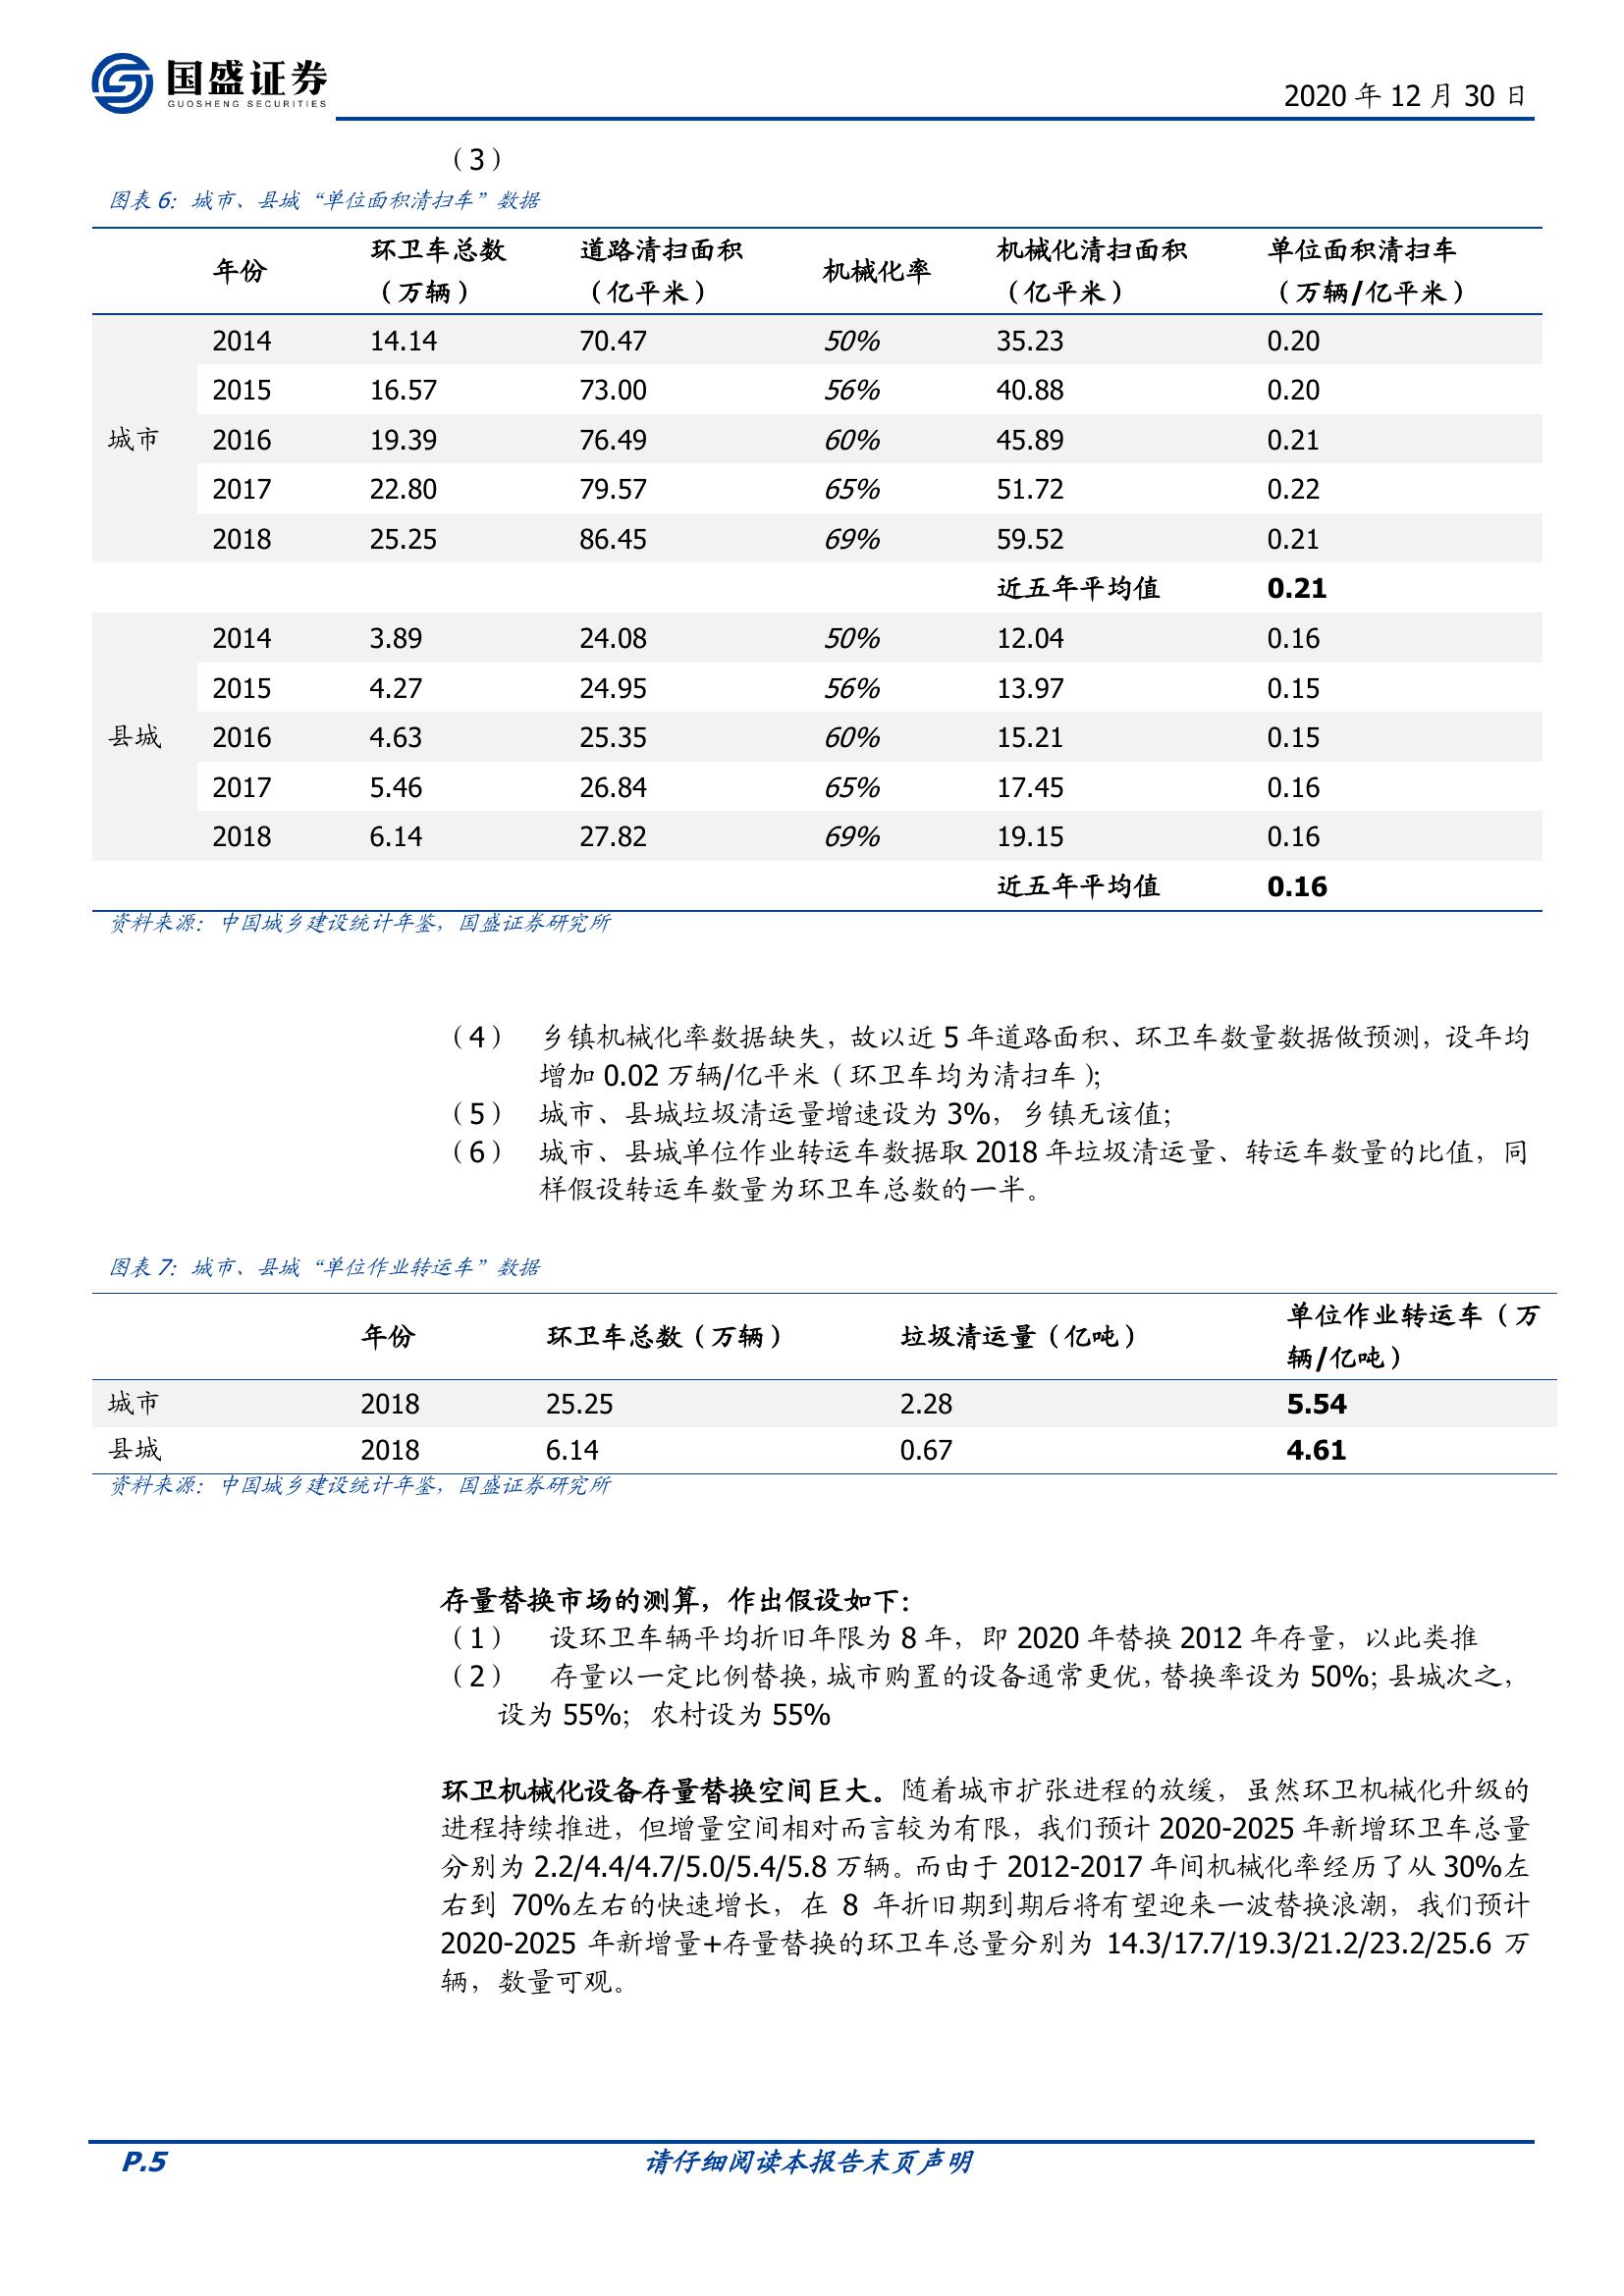 国盛证券
GUOSHENG SECURITIES
2020 年 12 月 30 日
（3）
图表 6：城市、县城“单位面积清扫车”数据
年份 环卫车总数（万辆） 道路清扫面积（亿平米） 机械化率 机械化清扫面积（亿平米） 单位面积清扫车（万辆/亿平米）
城市 2014 14.14 70.47 50% 35.23 0.20
2015 16.57 73.00 56% 40.88 0.20
2016 19.39 76.49 60% 45.89 0.21
2017 22.80 79.57 65% 51.72 0.22
2018 25.25 86.45 69% 59.52 0.21
近五年平均值 0.21
县城 2014 3.89 24.08 50% 12.04 0.16
2015 4.27 24.95 56% 13.97 0.15
2016 4.63 25.35 60% 15.21 0.15
2017 5.46 26.84 65% 17.45 0.16
2018 6.14 27.82 69% 19.15 0.16
近五年平均值 0.16
资料来源：中国城乡建设统计年鉴，国盛证券研究所
（4） 乡镇机械化率数据缺失，故以近 5 年道路面积、环卫车数量数据做预测，设年均
增加 0.02 万辆/亿平米（环卫车均为清扫车）；
（5） 城市、县城垃圾清运量增速设为 3%，乡镇无该值；
（6） 城市、县城单位作业转运车数据取 2018 年垃圾清运量、转运车数量的比值，同
样假设转运车数量为环卫车总数的一半。
图表 7：城市、县城“单位作业转运车”数据
年份 环卫车总数（万辆） 垃圾清运量（亿吨） 单位作业转运车（万辆/亿吨）
城市 2018 25.25 2.28 5.54
县城 2018 6.14 0.67 4.61
资料来源：中国城乡建设统计年鉴，国盛证券研究所
存量替换市场的测算，作出假设如下：
（1） 设环卫车辆平均折旧年限为 8 年，即 2020 年替换 2012 年存量，以此类推
（2） 存量以一定比例替换，城市购置的设备通常更优，替换率设为 50%；县城次之，
设为 55%；农村设为 55%
环卫机械化设备存量替换空间巨大。随着城市扩张进程的放缓，虽然环卫机械化升级的
进程持续推进，但增量空间相对而言较为有限，我们预计 2020-2025 年新增环卫车总量
分别为 2.2/4.4/4.7/5.0/5.4/5.8 万辆。而由于 2012-2017 年间机械化率经历了从 30%左
右到 70%左右的快速增长，在 8 年折旧期到期后将有望迎来一波替换浪潮，我们预计
2020-2025 年新增量+存量替换的环卫车总量分别为 14.3/17.7/19.3/21.2/23.2/25.6 万
辆，数量可观。
P.5 请仔细阅读本报告末页声明